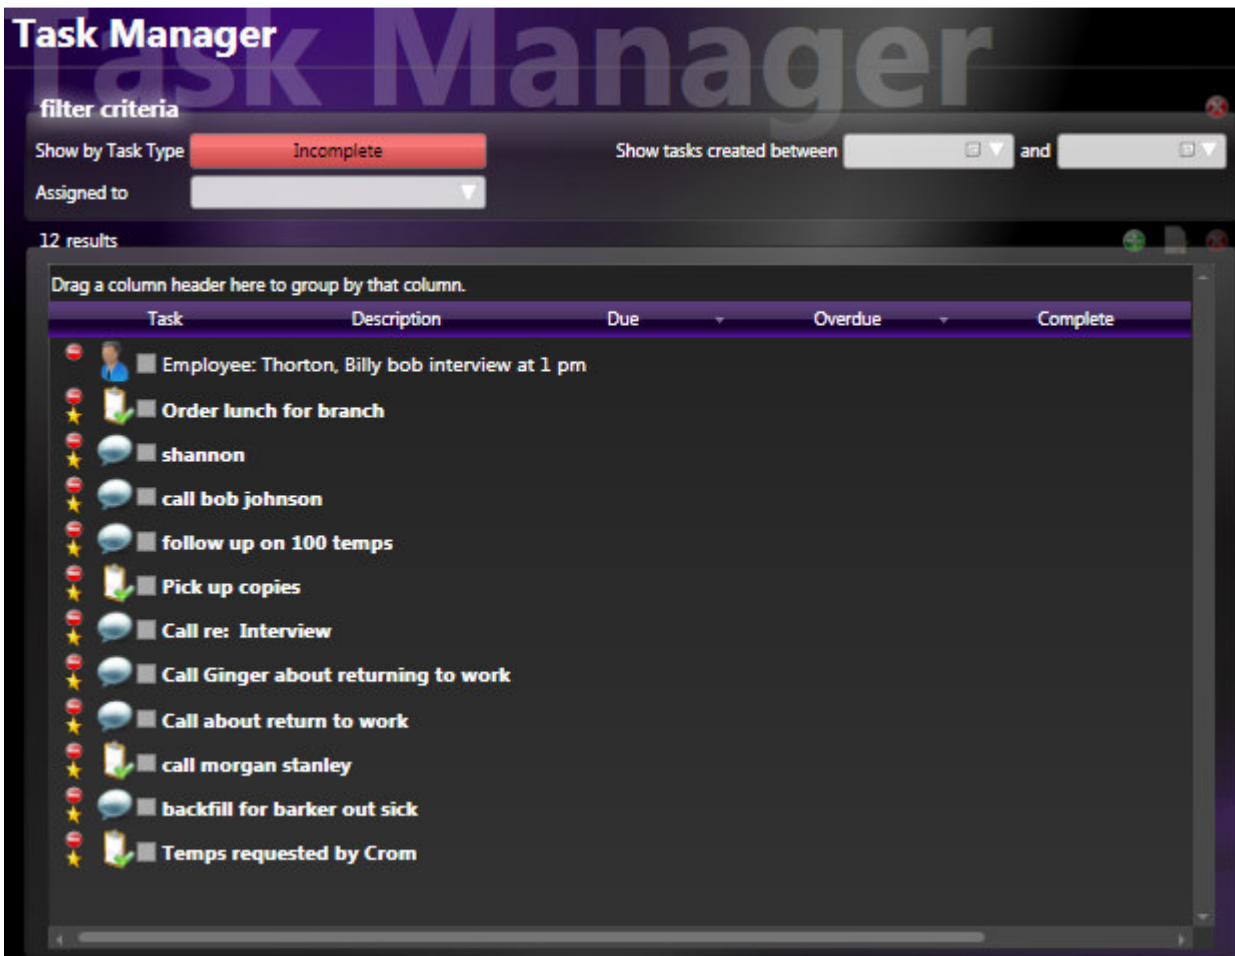 Task Manager
Task Manager
filter criteria
Show by Task Type Incomplete Show tasks created between and
Assigned to
12 results
Drag a column header here to group by that column.
Task Description Due Overdue Complete
Employee: Thorton, Billy bob interview at 1 pm
Order lunch for branch
shannon
call bob johnson
follow up on 100 temps
Pick up copies
Call re:  Interview
Call Ginger about returning to work
Call about return to work
call morgan stanley
backfill for barker out sick
Temps requested by Crom